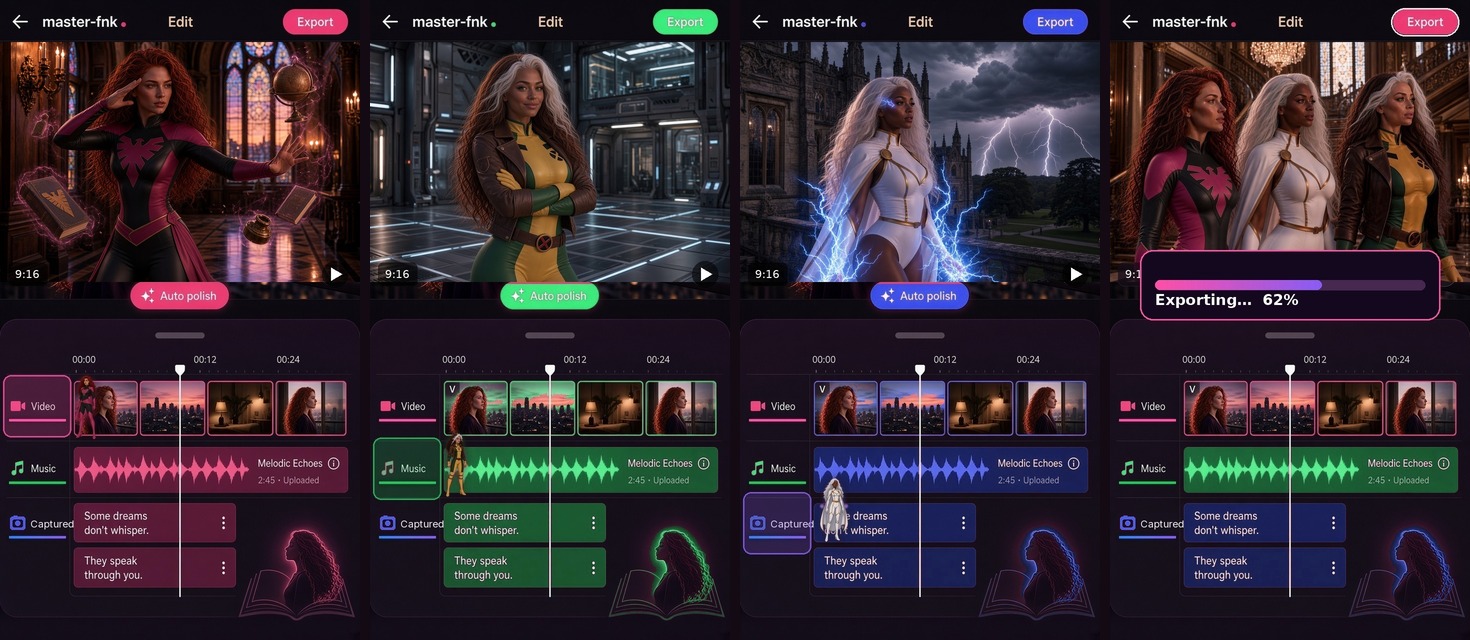 master-fnk
Edit
Export
9:16
Auto polish
00:00
00:12
00:24
Video
Music
Melodic Echoes
2:45 • Uploaded
Captured
Some dreams
don't whisper.
They speak
through you.
master-fnk
Edit
Export
9:16
Auto polish
00:00
00:12
00:24
Video
V
Music
Melodic Echoes
2:45 • Uploaded
Captured
Some dreams
don't whisper.
They speak
through you.
master-fnk
Edit
Export
9:16
Auto polish
00:00
00:12
00:24
Video
V
Music
Melodic Echoes
2:45 • Uploaded
Captured
dreams
whisper.
They speak
through you.
master-fnk
Edit
Export
9:1
Exporting... 62%
00:00
00:12
00:24
Video
V
Music
Melodic Echoes
2:45 • Uploaded
Captured
Some dreams
don't whisper.
They speak
through you.